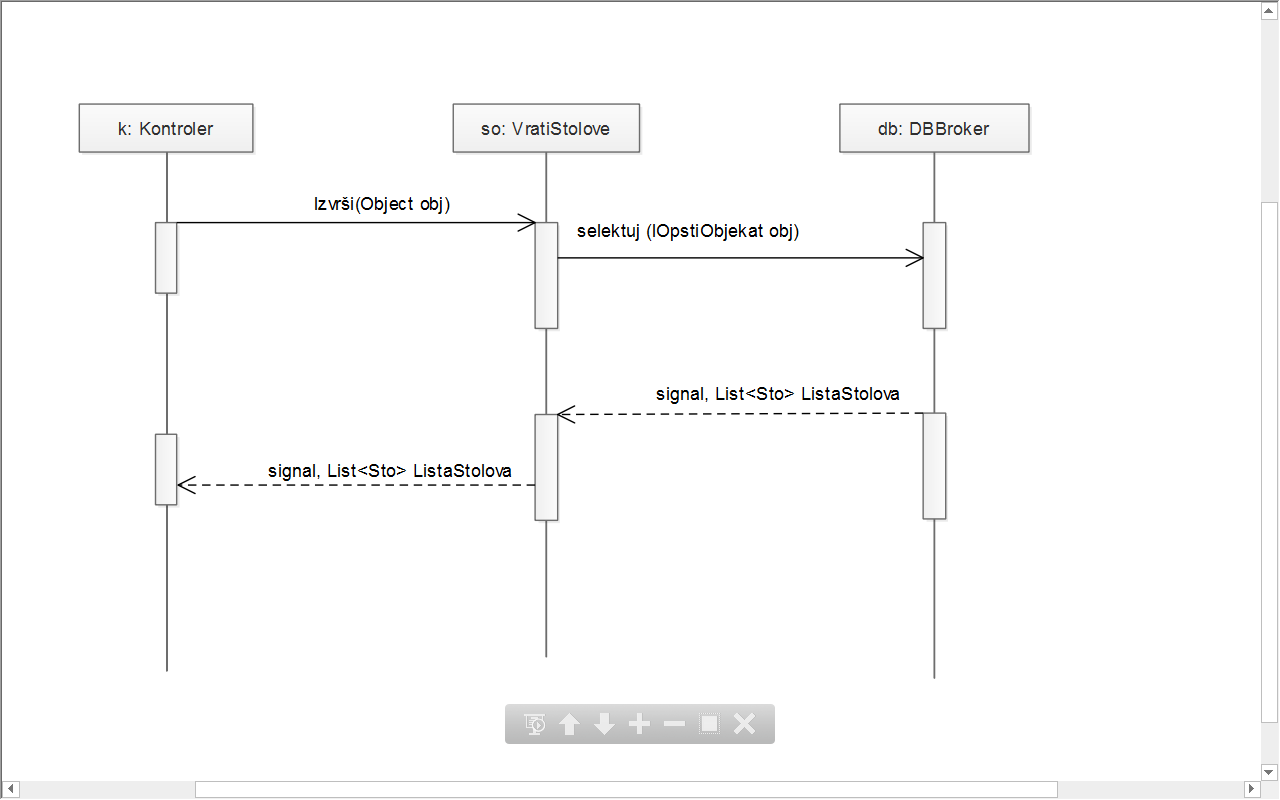 k: Kontroler
so: VratiStolove
db: DBBroker
Izvrši(Object obj)
selektuj (IOpstiObjekat obj)
signal, List<Sto> ListaStolova
signal, List<Sto> ListaStolova